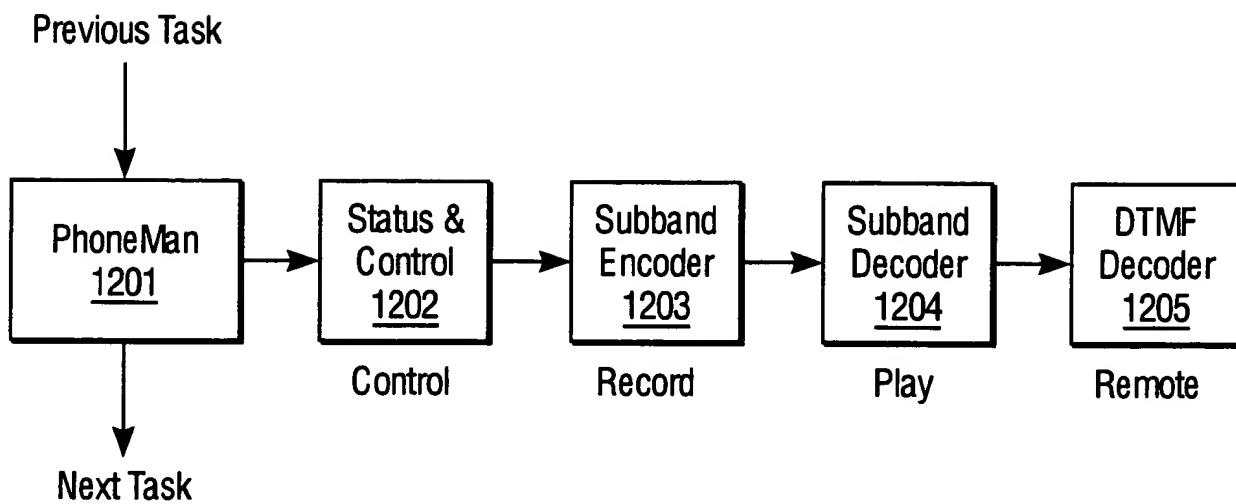 Previous Task
PhoneMan
1201
Status &
Control
1202
Subband
Encoder
1203
Subband
Decoder
1204
DTMF
Decoder
1205
Control
Record
Play
Remote
Next Task